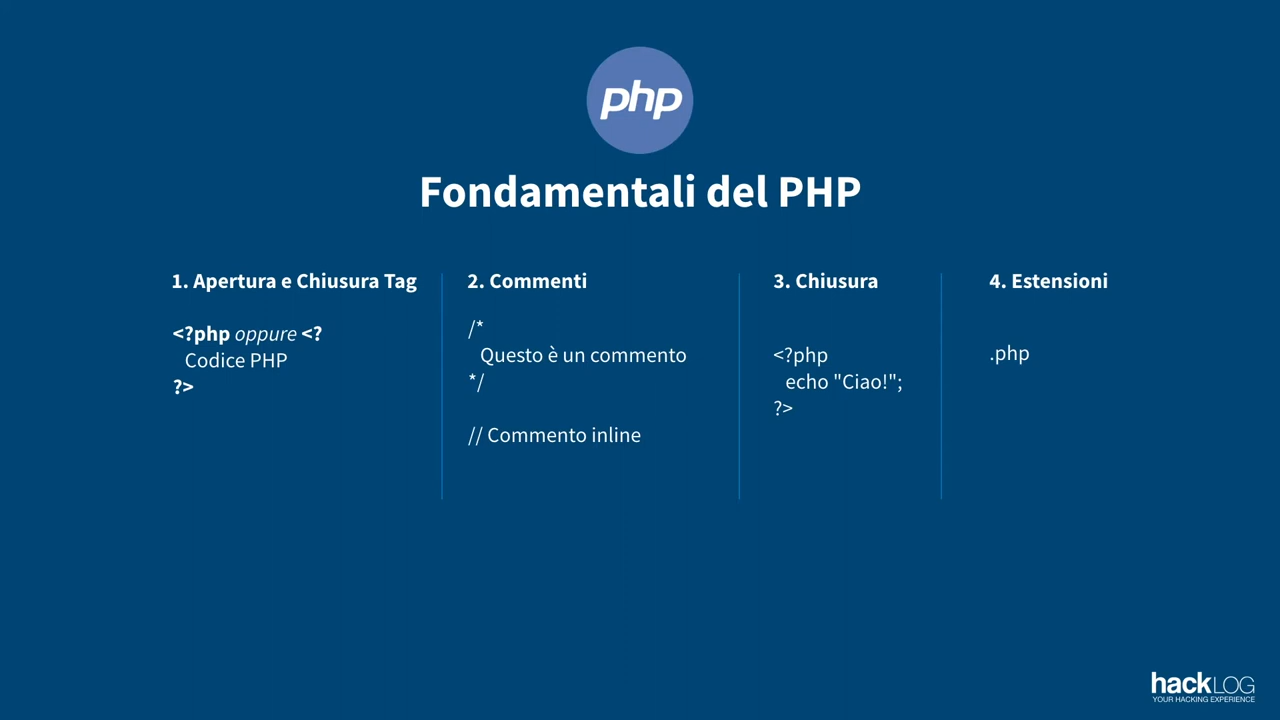 php
Fondamentali del PHP
1. Apertura e Chiusura Tag
<?php oppure <?
Codice PHP
?>
2. Commenti
/*
Questo è un commento
*/
// Commento inline
3. Chiusura
<?php
echo "Ciao!";
?>
4. Estensioni
.php
hackLOG
YOUR HACKING EXPERIENCE